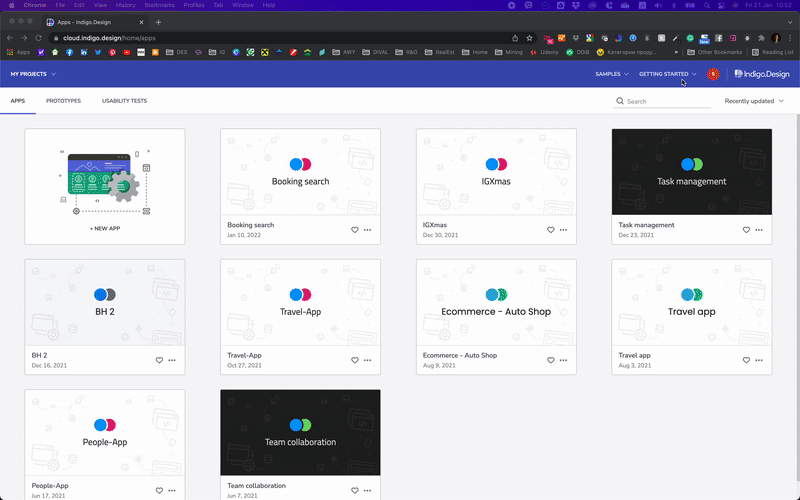 Chrome File Edit View History Bookmarks Profiles Tab Window Help
Fri 21 Jan 10:52
Apps - Indigo.Design
cloud.indigo.design/home/apps
Apps DES IG AWY DIVAL R&G RealEst Home Mining Udemy DDiB Категории проду... Other Bookmarks Reading List
MY PROJECTS SAMPLES GETTING STARTED S Indigo.Design
APPS PROTOTYPES USABILITY TESTS Search Recently updated
+ NEW APP
Booking search
Booking search
Jan 10, 2022
IGXmas
IGXmas
Dec 30, 2021
Task management
Task management
Dec 23, 2021
BH 2
BH 2
Dec 16, 2021
Travel-App
Travel-App
Oct 27, 2021
Ecommerce - Auto Shop
Ecommerce - Auto Shop
Aug 9, 2021
Travel app
Travel app
Aug 3, 2021
People-App
People-App
Jun 17, 2021
Team collaboration
Team collaboration
Jun 7, 2021